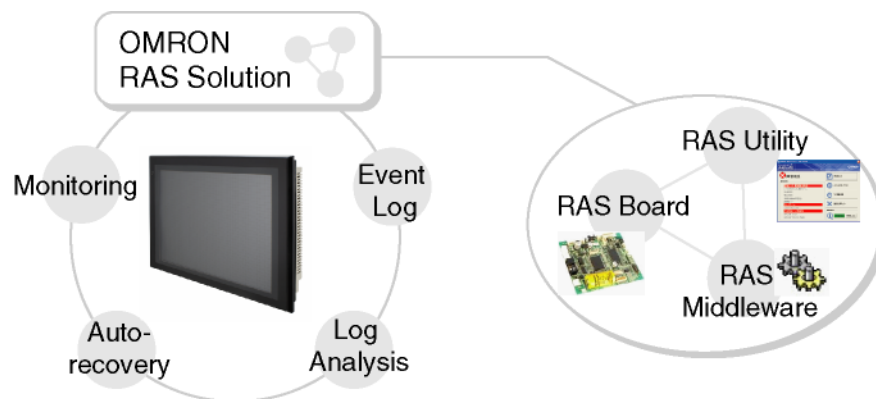 OMRON
RAS Solution
Monitoring
Event
Log
Auto-
recovery
Log
Analysis
RAS Utility
RAS Board
RAS
Middleware